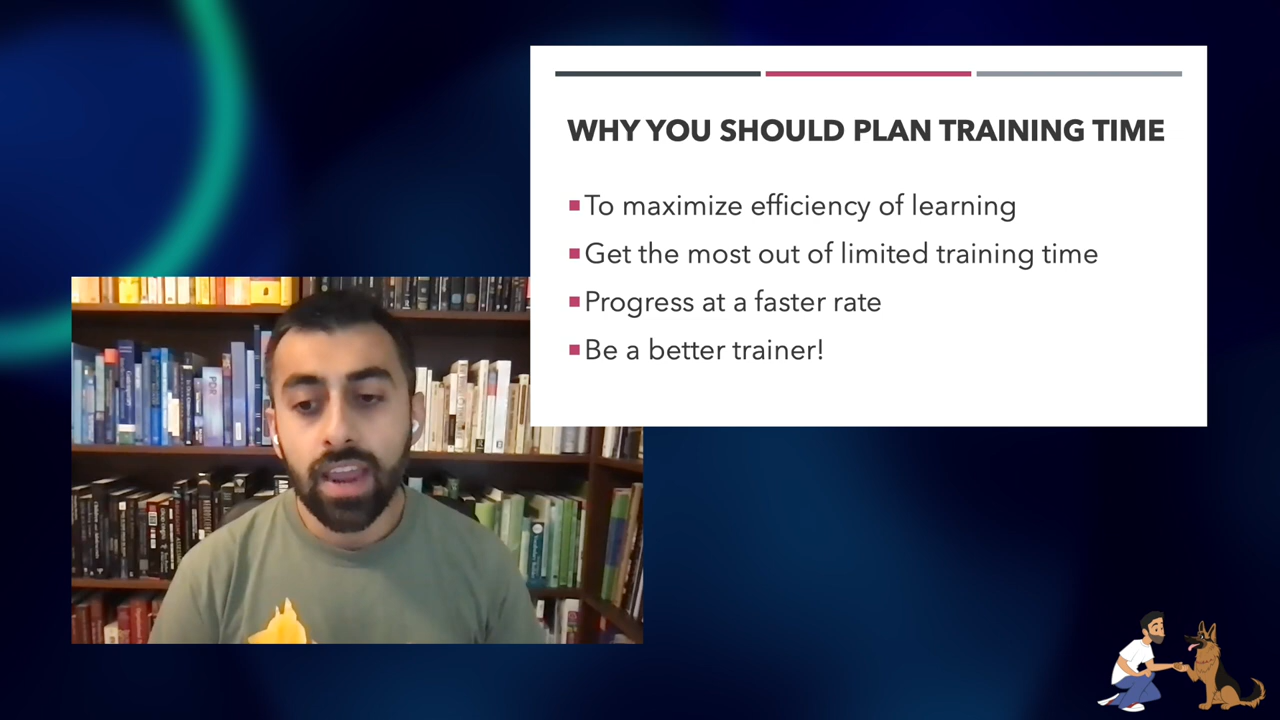 WHY YOU SHOULD PLAN TRAINING TIME
To maximize efficiency of learning
Get the most out of limited training time
Progress at a faster rate
Be a better trainer!